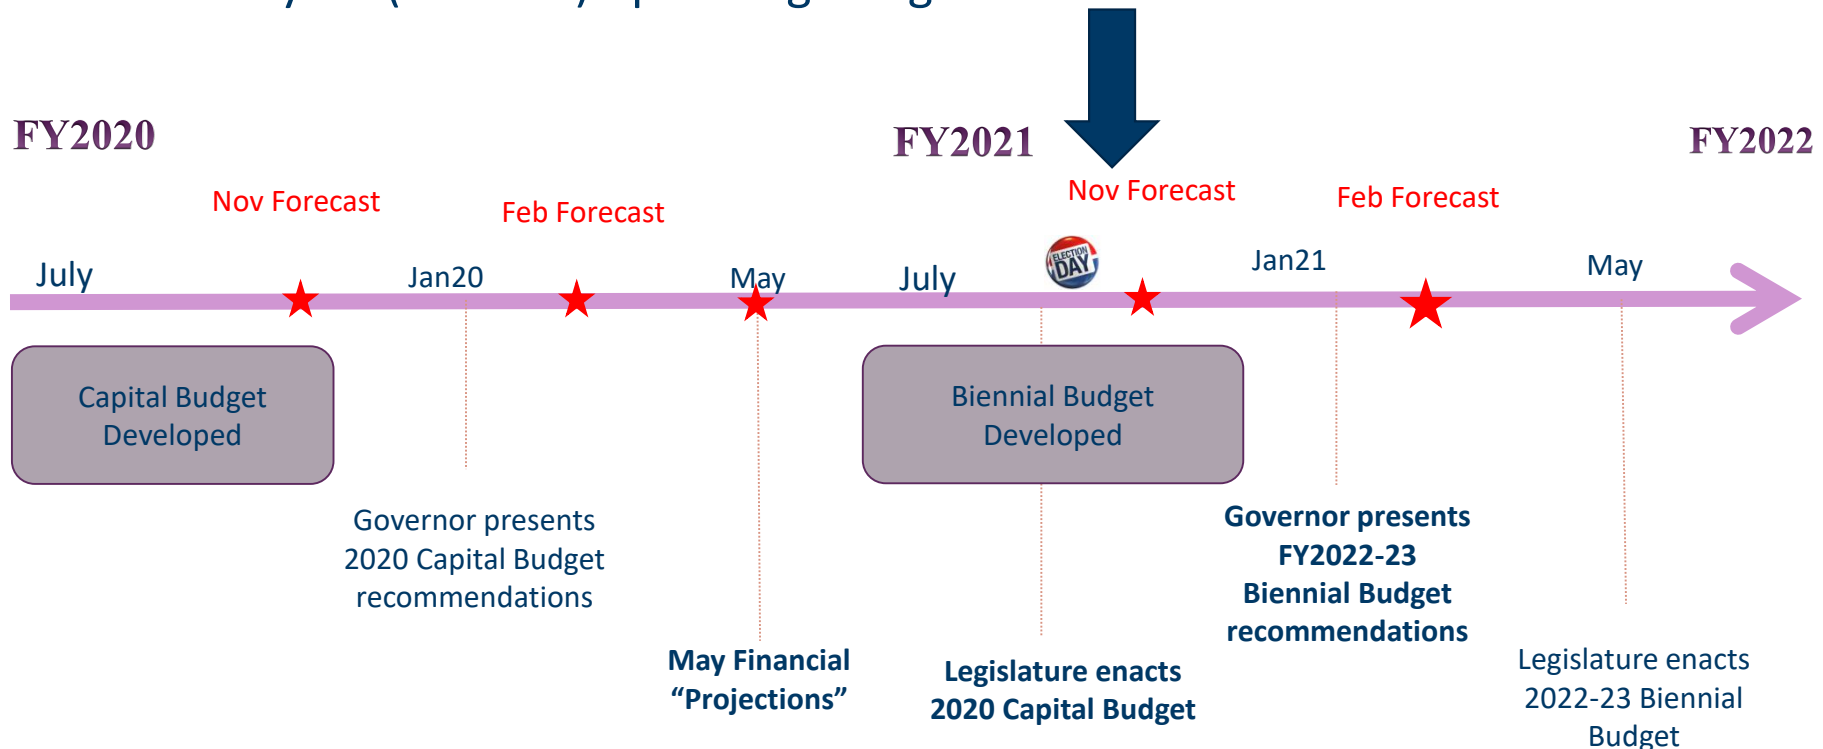 FY2020
FY2021
FY2022
Nov Forecast
Feb Forecast
Nov Forecast
Feb Forecast
July
Jan20
May
July
ELECTION
DAY
Jan21
May
Capital Budget
Developed
Biennial Budget
Developed
Governor presents
2020 Capital Budget
recommendations
May Financial
“Projections”
Legislature enacts
2020 Capital Budget
Governor presents
FY2022-23
Biennial Budget
recommendations
Legislature enacts
2022-23 Biennial
Budget